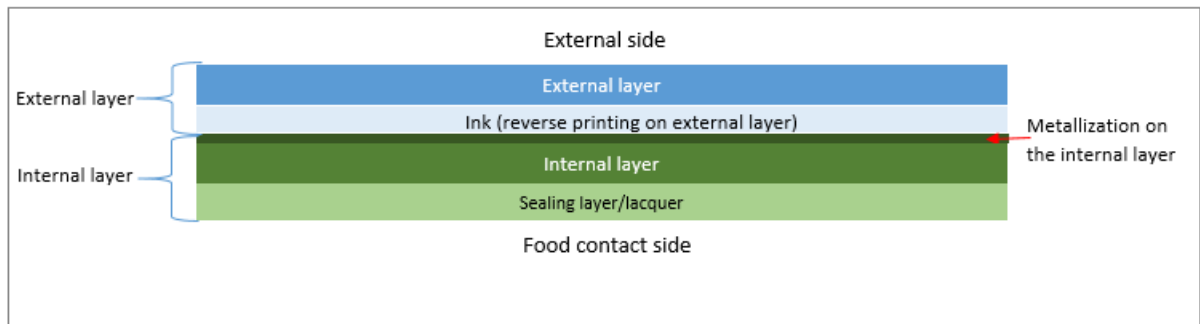 External side
External layer
External layer
Ink (reverse printing on external layer)
Metallization on
the internal layer
Internal layer
Internal layer
Sealing layer/lacquer
Food contact side